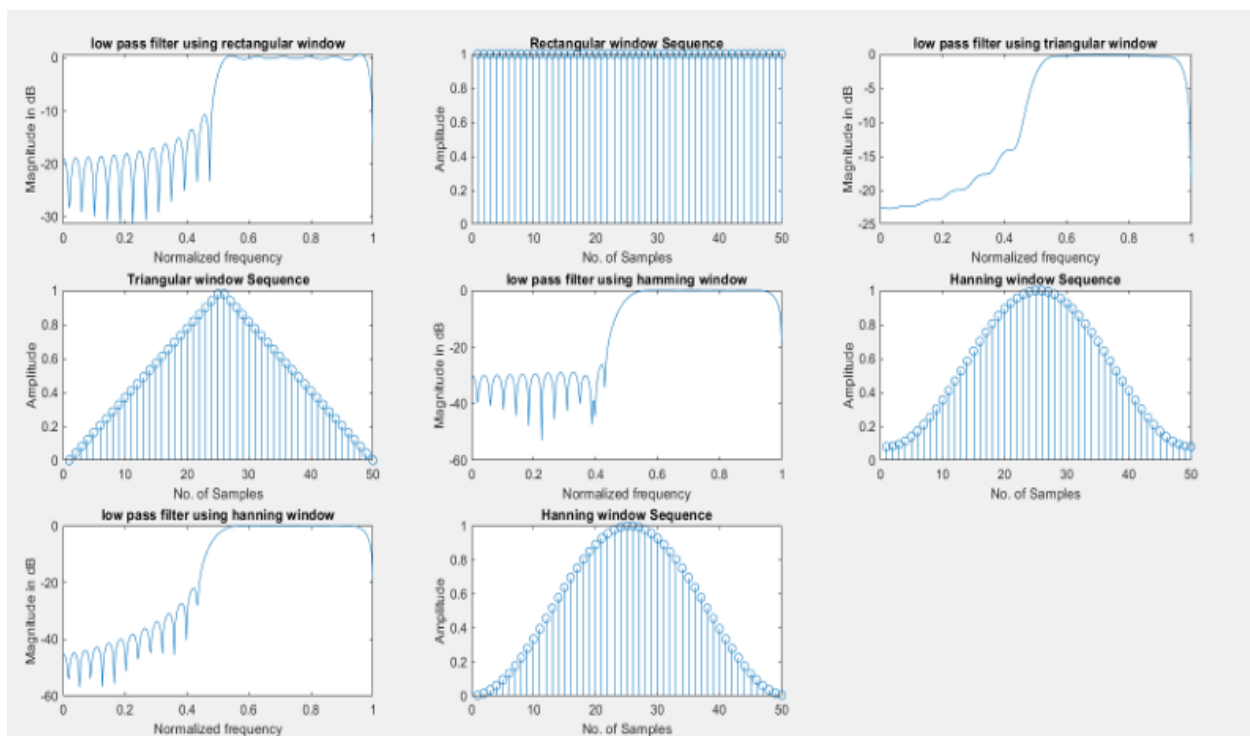 low pass filter using rectangular window
0
-10
-20
-30
Magnitude in dB
0 0.2 0.4 0.6 0.8 1
Normalized frequency
Rectangular window Sequence
1
0.8
0.6
0.4
0.2
0
Amplitude
0 10 20 30 40 50
No. of Samples
low pass filter using triangular window
0
-5
-10
-15
-20
-25
Magnitude in dB
0 0.2 0.4 0.6 0.8 1
Normalized frequency
Triangular window Sequence
1
0.8
0.6
0.4
0.2
0
Amplitude
0 10 20 30 40 50
No. of Samples
low pass filter using hamming window
0
-20
-40
-60
Magnitude in dB
0 0.2 0.4 0.6 0.8 1
Normalized frequency
Hanning window Sequence
1
0.8
0.6
0.4
0.2
0
Amplitude
0 10 20 30 40 50
No. of Samples
low pass filter using hanning window
0
-20
-40
-60
Magnitude in dB
0 0.2 0.4 0.6 0.8 1
Normalized frequency
Hanning window Sequence
1
0.8
0.6
0.4
0.2
0
Amplitude
0 10 20 30 40 50
No. of Samples